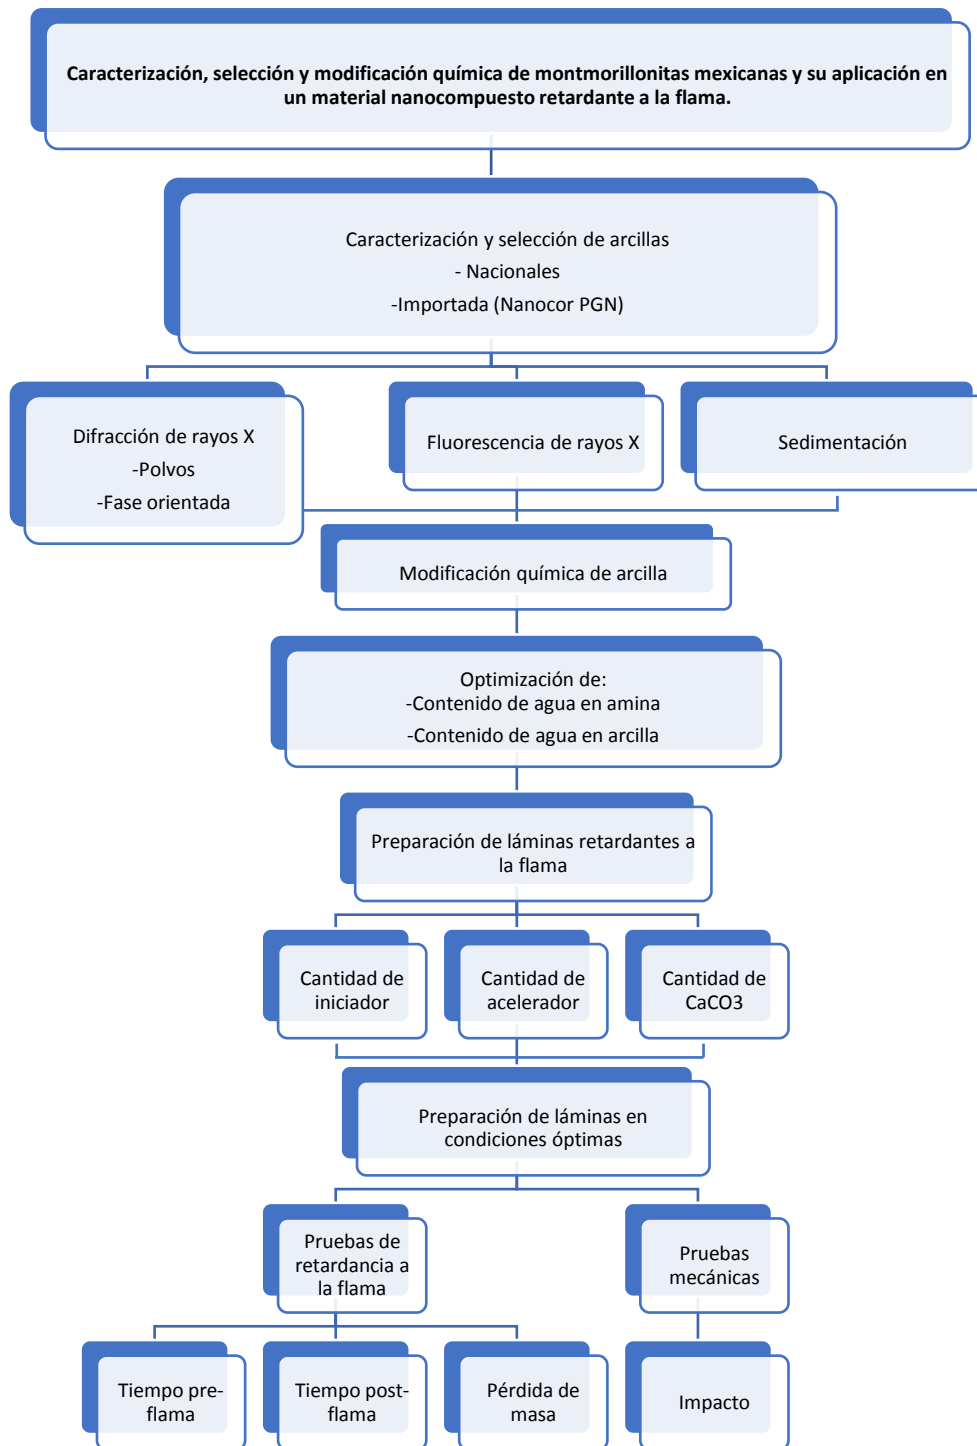 Caracterización, selección y modificación química de montmorillonitas mexicanas y su aplicación en
un material nanocompuesto retardante a la flama.
Caracterización y selección de arcillas
- Nacionales
-Importada (Nanocor PGN)
Difracción de rayos X
-Polvos
-Fase orientada
Fluorescencia de rayos X
Sedimentación
Modificación química de arcilla
Optimización de:
-Contenido de agua en amina
-Contenido de agua en arcilla
Preparación de láminas retardantes a
la flama
Cantidad de
iniciador
Cantidad de
acelerador
Cantidad de
CaCO3
Preparación de láminas en
condiciones óptimas
Pruebas de
retardancia a
la flama
Pruebas
mecánicas
Tiempo pre-
flama
Tiempo post-
flama
Pérdida de
masa
Impacto